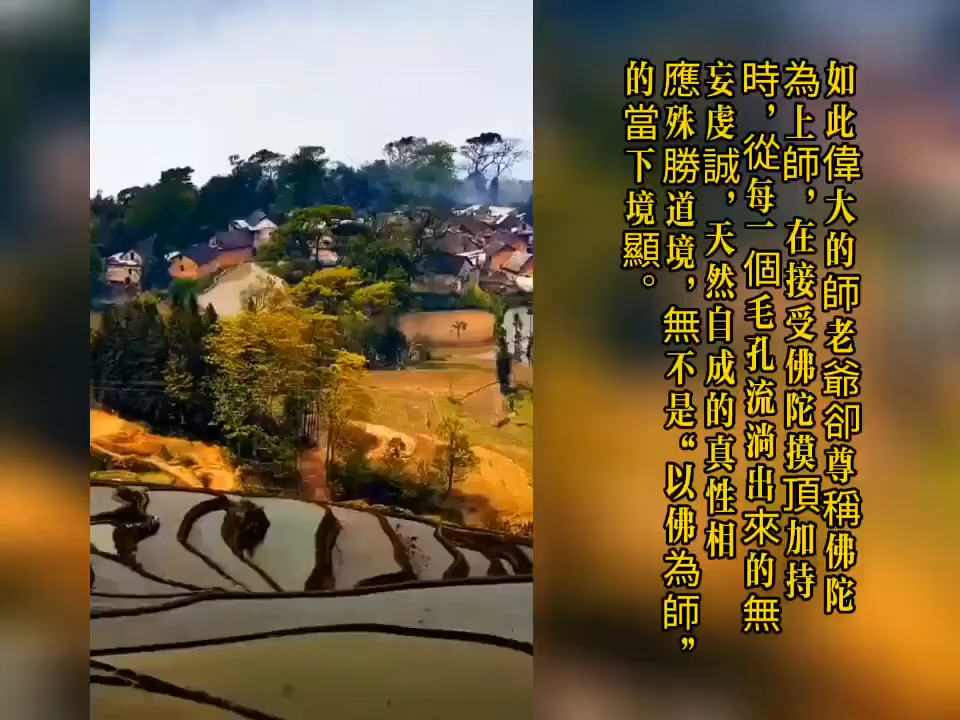 如此偉大的師老爺卻尊稱佛陀
為上師，在接受佛陀摸頂加持
時，從每一個毛孔流淌出來的無
妄虔誠，天然自成的真性相
應殊勝道境，無不是“以佛為師”
的當下境顯。